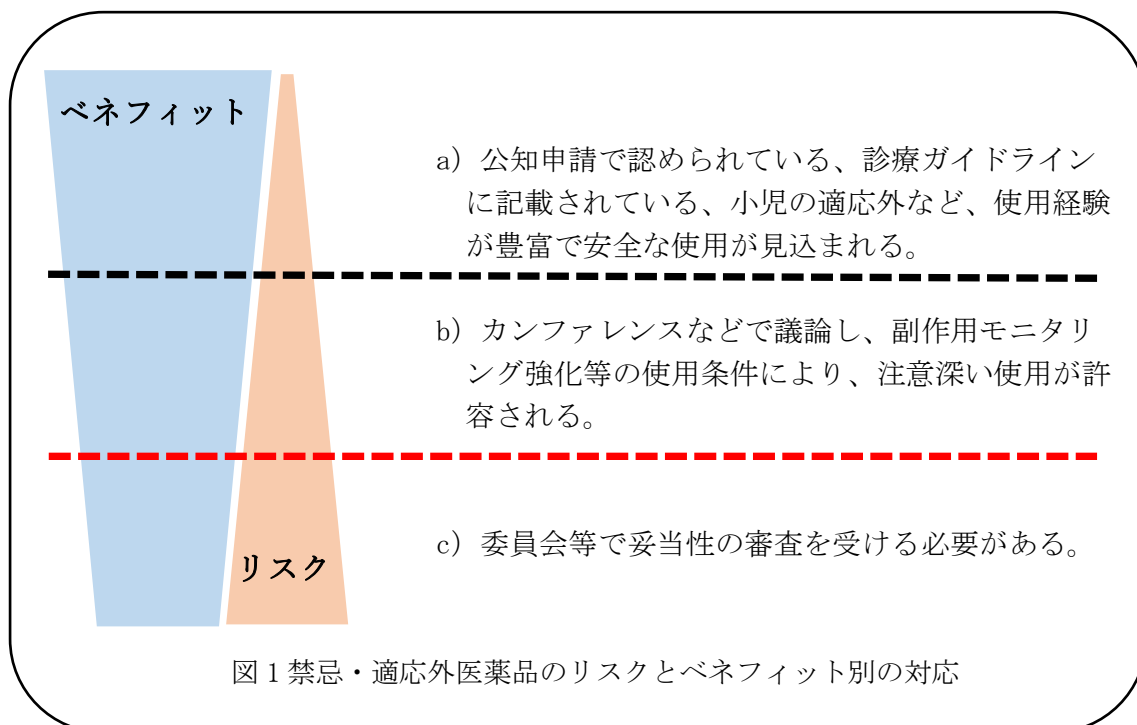 ベネフィット
a) 公知申請で認められている、診療ガイドライン
に記載されている、小児の適応外など、使用経験
が豊富で安全な使用が見込まれる。
b) カンファレンスなどで議論し、副作用モニタリ
ング強化等の使用条件により、注意深い使用が許
容される。
c) 委員会等で妥当性の審査を受ける必要がある。
リスク
図1禁忌・適応外医薬品のリスクとベネフィット別の対応